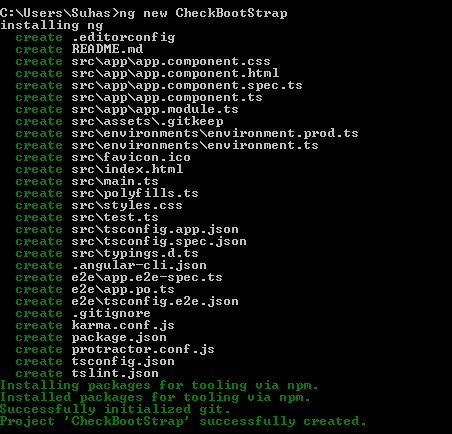 C:\Users\Suhas>ng new CheckBootStrap
installing ng
create .editorconfig
create README.md
create src\app\app.component.css
create src\app\app.component.html
create src\app\app.component.spec.ts
create src\app\app.component.ts
create src\app\app.module.ts
create src\assets\.gitkeep
create src\environments\environment.prod.ts
create src\environments\environment.ts
create src\favicon.ico
create src\index.html
create src\main.ts
create src\polyfills.ts
create src\styles.css
create src\test.ts
create src\tsconfig.app.json
create src\tsconfig.spec.json
create src\typings.d.ts
create .angular-cli.json
create e2e\app.e2e-spec.ts
create e2e\app.po.ts
create e2e\tsconfig.e2e.json
create .gitignore
create karma.conf.js
create package.json
create protractor.conf.js
create tsconfig.json
create tslint.json
Installing packages for tooling via npm.
Installed packages for tooling via npm.
Successfully initialized git.
Project 'CheckBootStrap' successfully created.